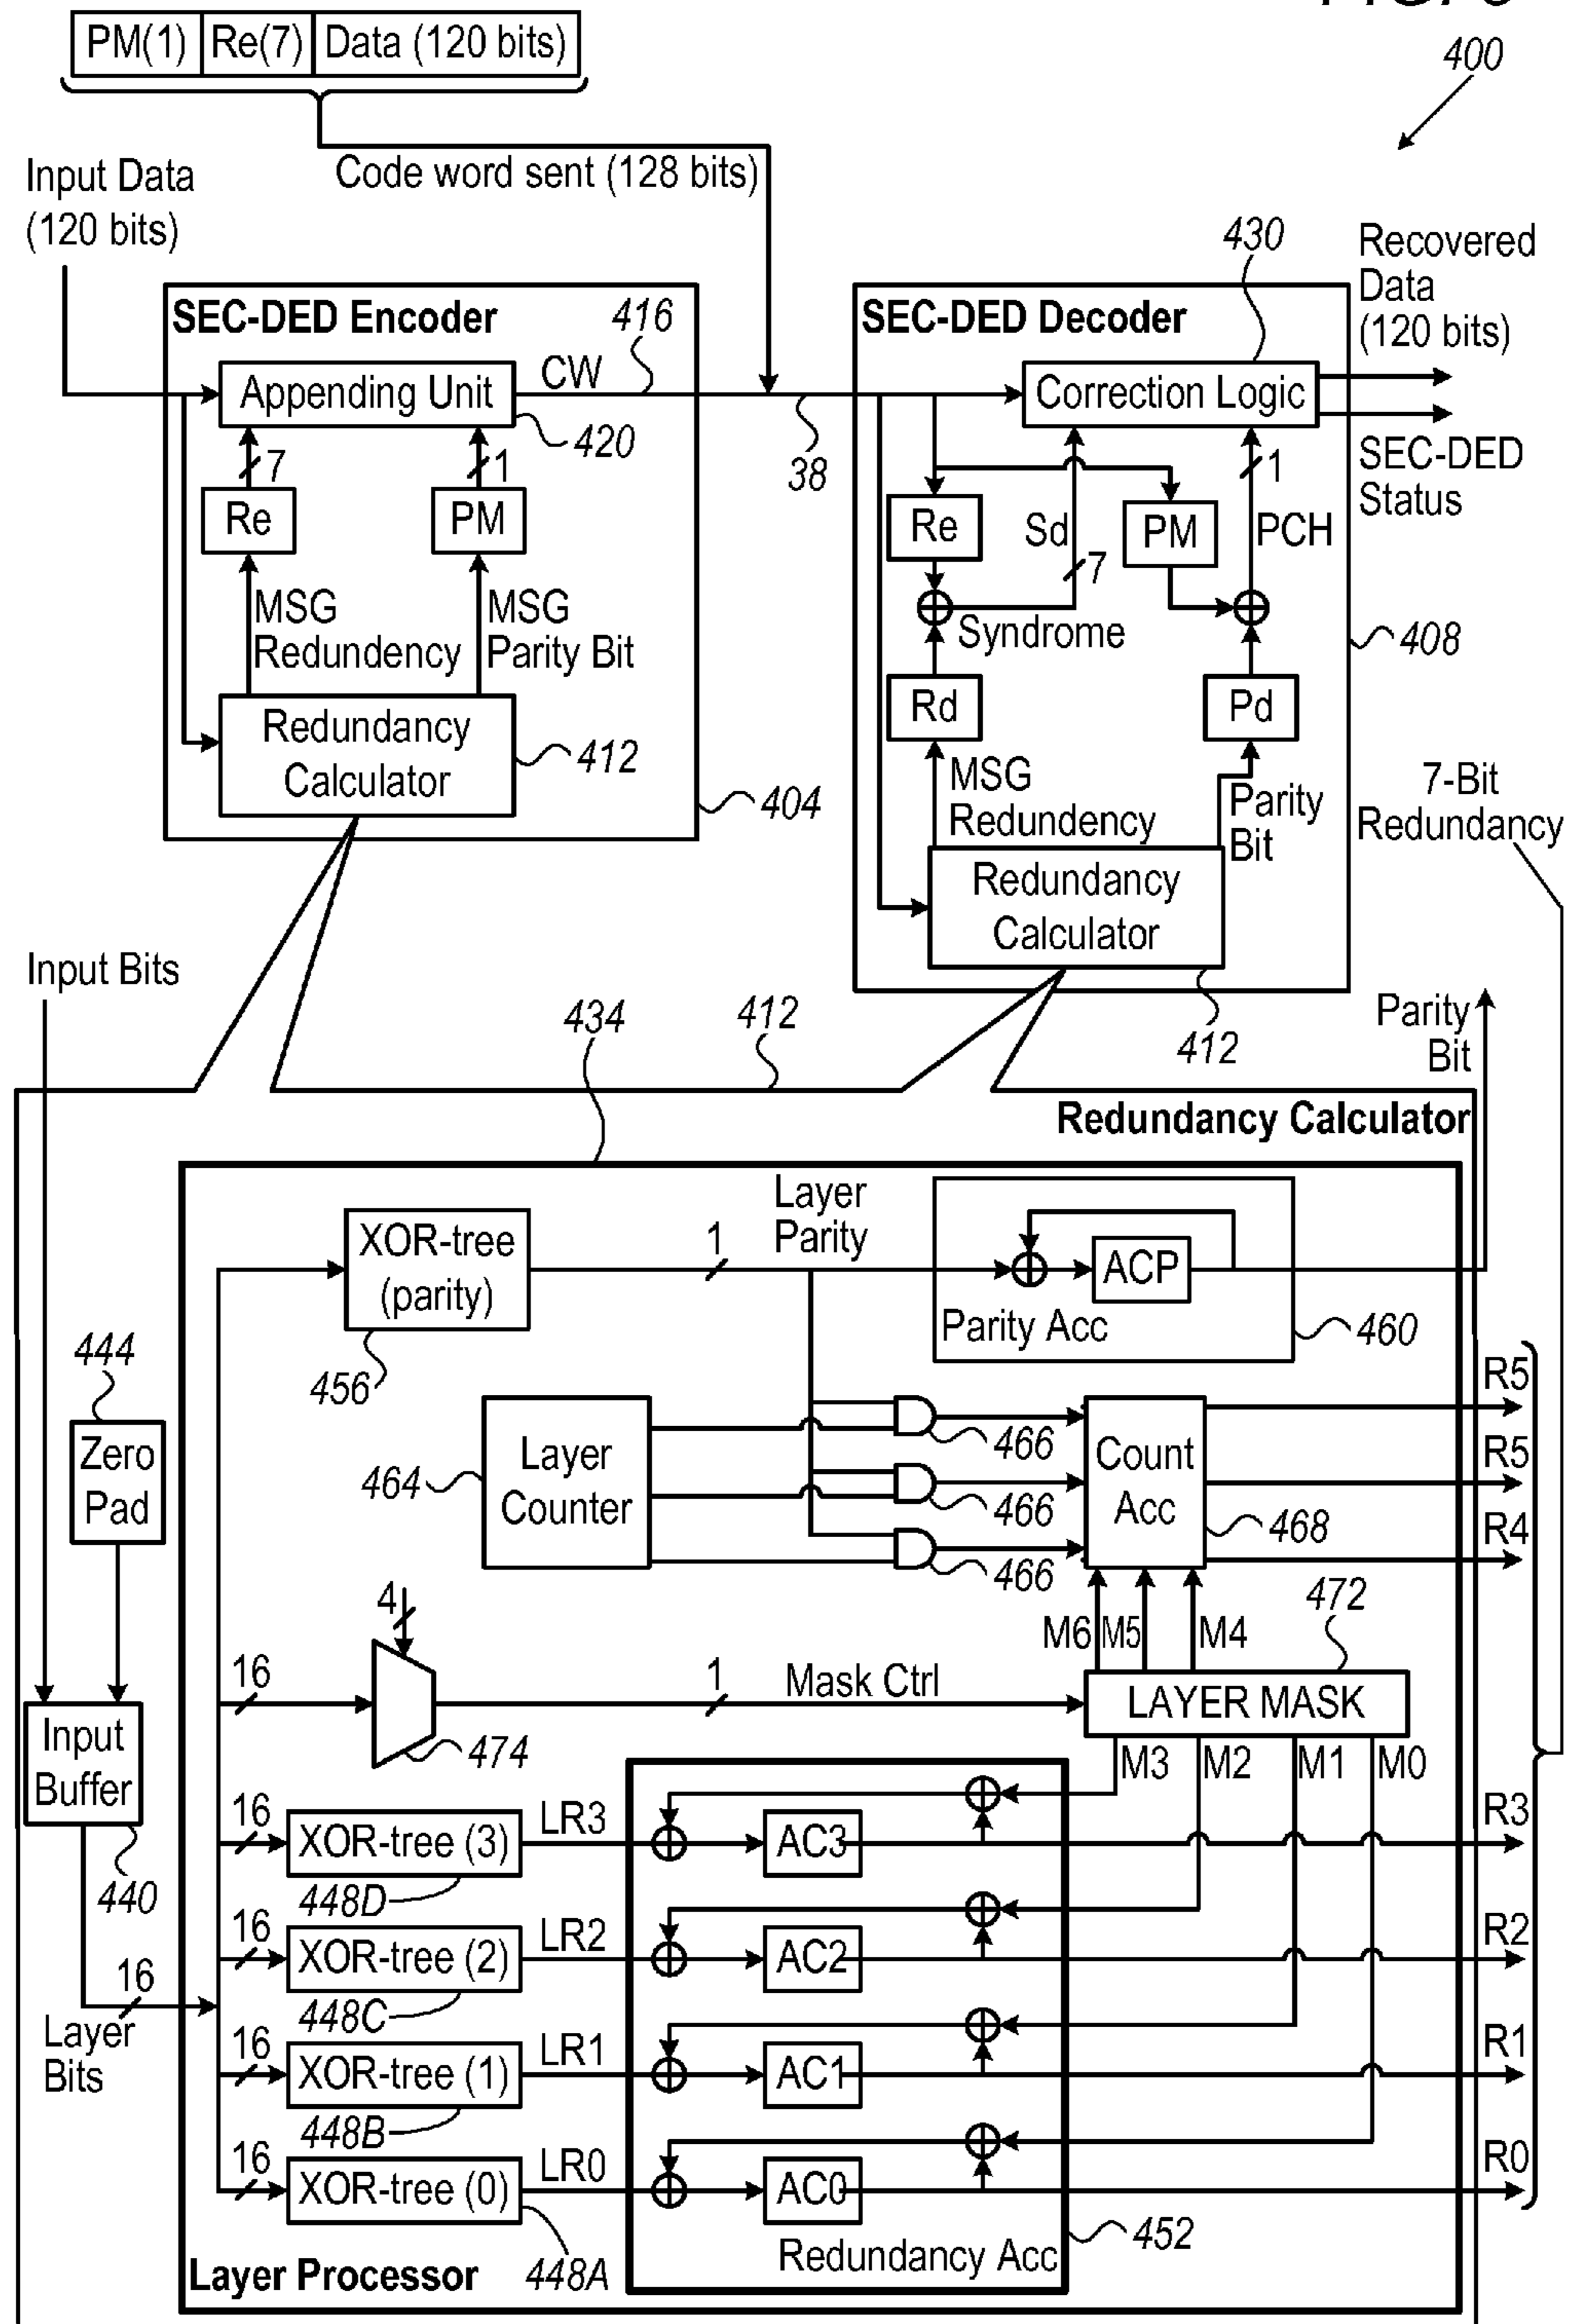 PM(1) Re(7) Data (120 bits)
400
Input Data
(120 bits)
Code word sent (128 bits)
430
Recovered
Data
(120 bits)
SEC-DED
Status
SEC-DED Encoder
416
CW
Appending Unit
420
7
1
Re
PM
MSG
Redundency
MSG
Parity Bit
Redundancy
Calculator
412
404
38
SEC-DED Decoder
Correction Logic
Re
Sd
7
PM
1
PCH
Syndrome
408
Rd
Pd
MSG
Redundency
Parity
Bit
Redundancy
Calculator
412
7-Bit
Redundancy
Parity
Bit
Input Bits
434
412
Redundancy Calculator
XOR-tree
(parity)
456
1
Layer
Parity
ACP
Parity Acc
460
444
Zero
Pad
464
Layer
Counter
466
466
466
Count
Acc
468
R5
R5
R4
4
16
474
1
Mask Ctrl
M6
M5
M4
472
LAYER MASK
M3
M2
M1
M0
Input
Buffer
440
16
Layer
Bits
16
XOR-tree (3)
448D
LR3
AC3
R3
16
XOR-tree (2)
448C
LR2
AC2
R2
16
XOR-tree (1)
448B
LR1
AC1
R1
16
XOR-tree (0)
448A
LR0
AC0
R0
Redundancy Acc
452
Layer Processor